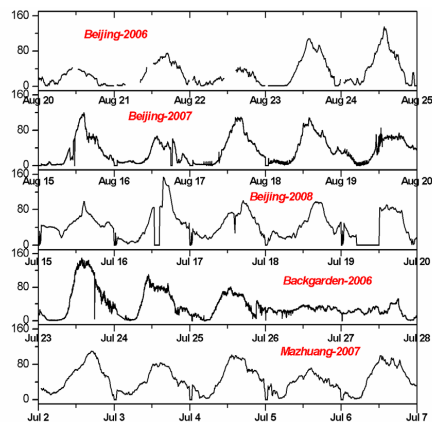 160
Beijing-2006
80
0
Aug 20 Aug 21 Aug 22 Aug 23 Aug 24 Aug 25
160
Beijing-2007
80
0
Aug 15 Aug 16 Aug 17 Aug 18 Aug 19 Aug 20
160
Beijing-2008
80
0
Jul 15 Jul 16 Jul 17 Jul 18 Jul 19 Jul 20
160
Backgarden-2006
80
0
Jul 23 Jul 24 Jul 25 Jul 26 Jul 27 Jul 28
160
Mazhuang-2007
80
0
Jul 2 Jul 3 Jul 4 Jul 5 Jul 6 Jul 7